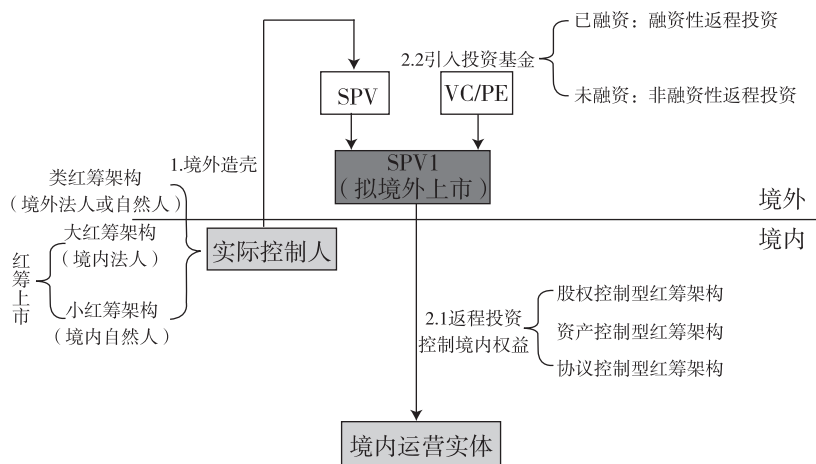 已融资：融资性返程投资
2.2引入投资基金
未融资：非融资性返程投资
SPV
VC/PE
1.境外造壳
SPV1
（拟境外上市）
类红筹架构
（境外法人或自然人）
境外
境内
大红筹架构
（境内法人）
实际控制人
红筹上市
小红筹架构
（境内自然人）
2.1返程投资
控制境内权益
股权控制型红筹架构
资产控制型红筹架构
协议控制型红筹架构
境内运营实体